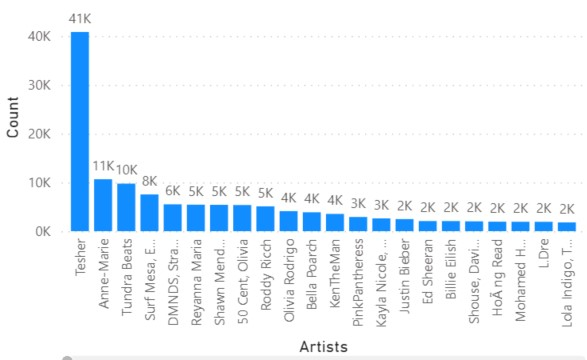 41K
40K
30K
20K
10K
0K
Count
11K
10K
8K
6K
5K
5K
5K
5K
4K
4K
4K
3K
3K
2K
2K
2K
2K
2K
2K
2K
2K
Tesher
Anne-Marie
Tundra Beats
Surf Mesa, E...
DMNDS, Stra...
Reyanna Maria
Shawn Mend...
50 Cent, Olivia
Roddy Ricch
Olivia Rodrigo
Bella Poarch
KenTheMan
PinkPantheress
Kayla Nicole, ...
Justin Bieber
Ed Sheeran
Billie Eilish
Shouse, Davi...
HoÃ ng Read
Mohamed H...
L.Dre
Lola Indigo, T...
Artists